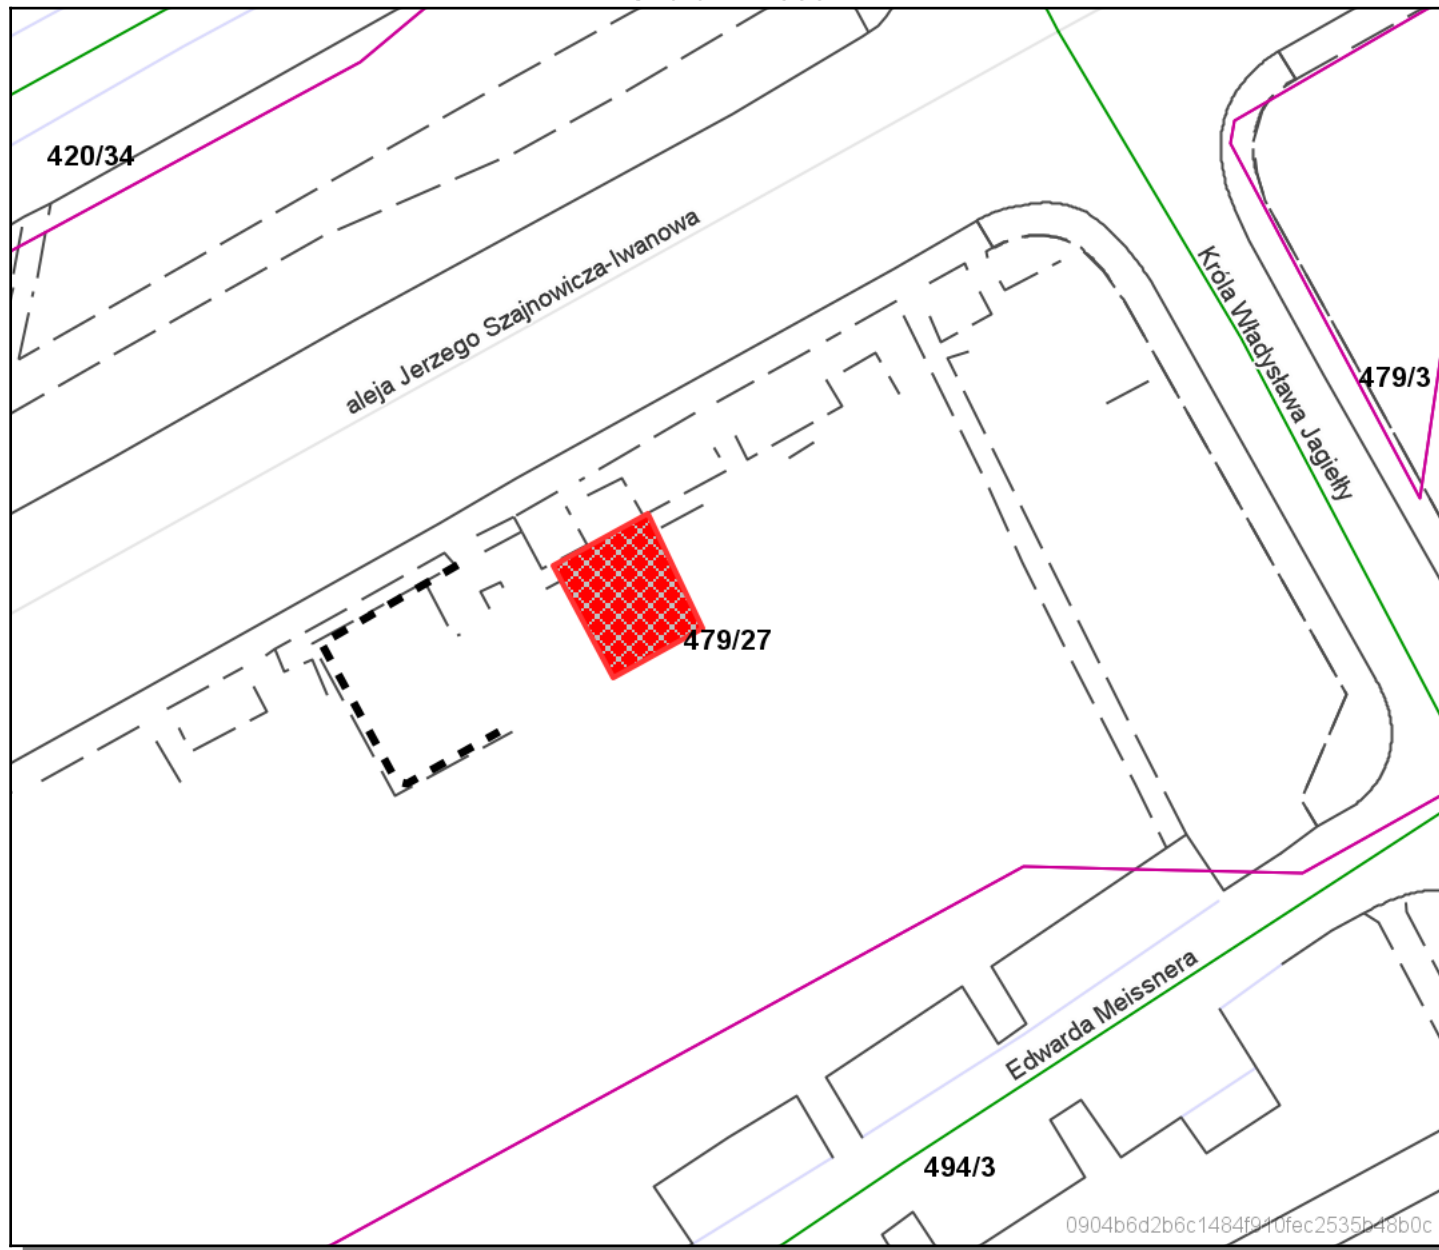 420/34
aleja Jerzego Szajnowicza-Iwanowa
Króla Władysława Jagiełły
479/3
479/27
Edwarda Meissnera
494/3
0904b6d2b6c1484f910fec2535b48b0c